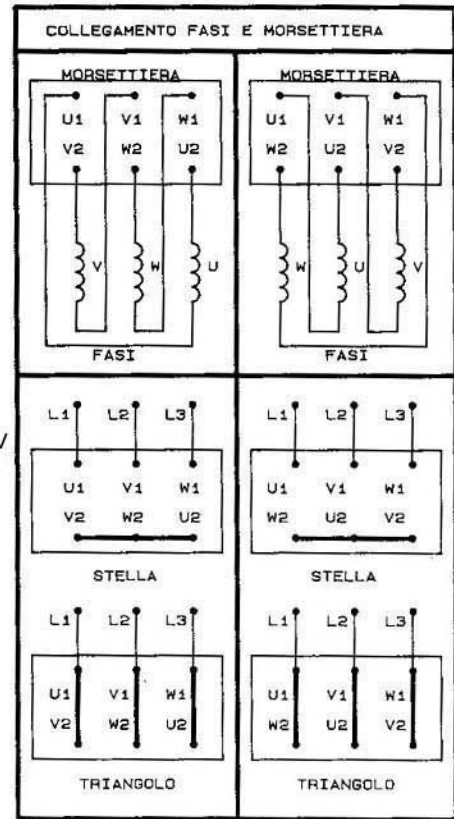 COLLEGAMENTO FASI E MORSETTIERA
MORSETTIERA
U1 V1 W1
V2 W2 U2
V W U
FASI
MORSETTIERA
U1 V1 W1
W2 U2 V2
W U V
FASI
L1 L2 L3
U1 V1 W1
V2 W2 U2
STELLA
L1 L2 L3
U1 V1 W1
W2 U2 V2
STELLA
L1 L2 L3
U1 V1 W1
V2 W2 U2
TRIANGOLO
L1 L2 L3
U1 V1 W1
W2 U2 V2
TRIANGOLO